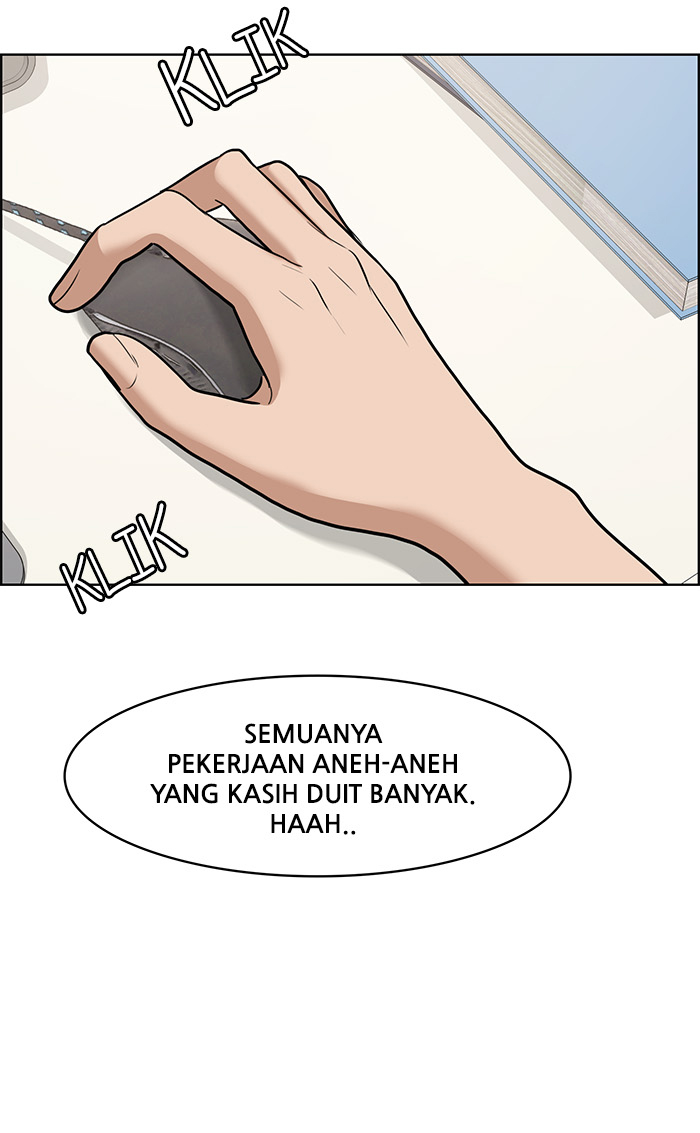 KLIK
KLIK
SEMUANYA
PEKERJAAN ANEH-ANEH
YANG KASIH DUIT BANYAK.
HAAH..